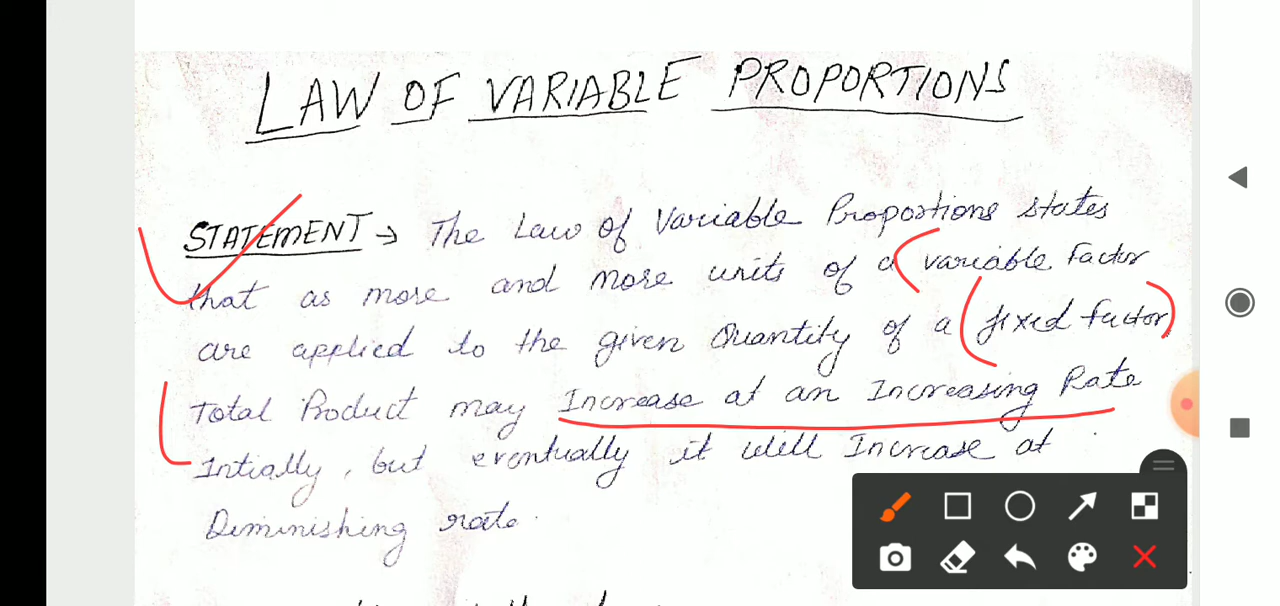 LAW OF VARIABLE PROPORTIONS
STATEMENT → The Law of Variable Proportions states
that as more and more units of a variable factor
are applied to the given Quantity of a fixed factor
Total Product may Increase at an Increasing Rate
Intially, but eventually it will Increase at
Diminishing rate.